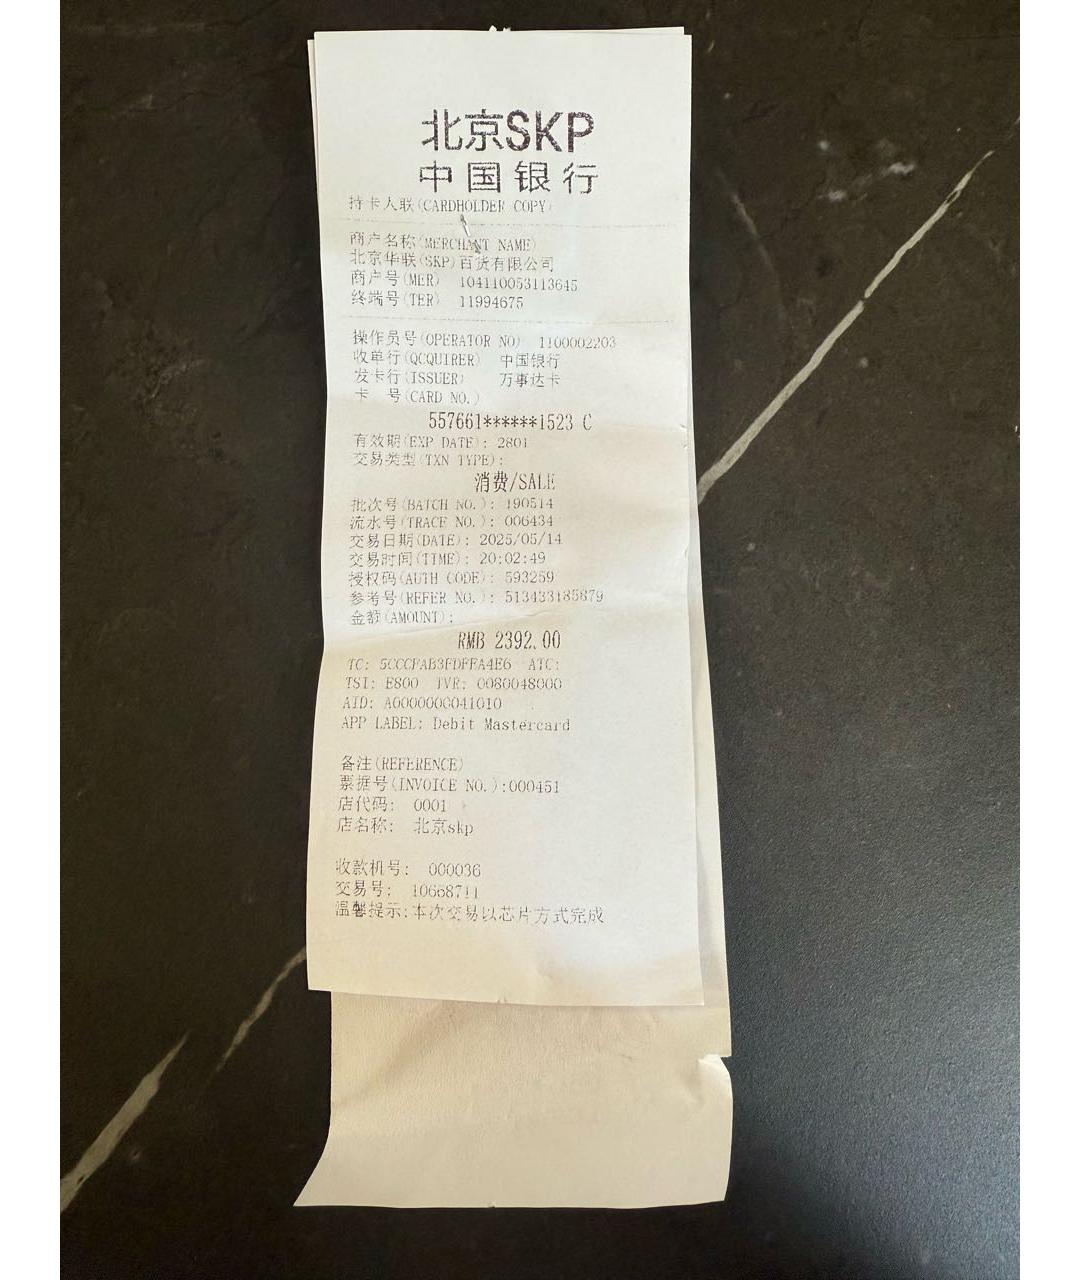 北京SKP
中国银行
持卡人联(CARDHOLDER COPY)
商户名称(MERCHANT NAME)
北京华联(SKP)百货有限公司
商户号(MER) 104110053113645
终端号(TER) 11994675
操作员号(OPERATOR NO) 1100002203
收单行(QCQUIRER) 中国银行
发卡行(ISSUER) 万事达卡
卡 号(CARD NO.)
557661******1523 C
有效期(EXP DATE): 2801
交易类型(TXN TYPE):
消费/SALE
批次号(BATCH NO.): 190514
流水号(TRACE NO.): 006434
交易日期(DATE): 2025/05/14
交易时间(TIME): 20:02:49
授权码(AUTH CODE): 593259
参考号(REFER NO.): 513433185879
金额(AMOUNT):
RMB 2392.00
TC: 5CCCFAB3FDFFA4E6 ATC:
TSI: E800 TVR: 0080048000
AID: A0000000041010
APP LABEL: Debit Mastercard
备注(REFERENCE)
票据号(INVOICE NO.):000451
店代码: 0001
店名称: 北京skp
收款机号: 000036
交易号: 10668711
温馨提示:本次交易以芯片方式完成